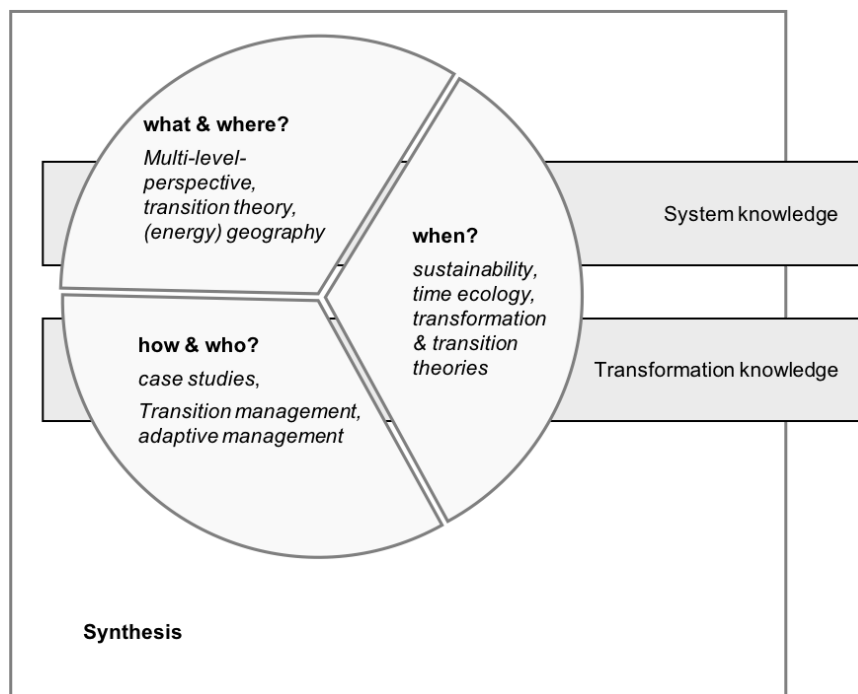 what & where?
Multi-level-
perspective,
transition theory,
(energy) geography
System knowledge
when?
sustainability,
time ecology,
transformation
& transition
theories
how & who?
case studies,
Transition management,
adaptive management
Transformation knowledge
Synthesis